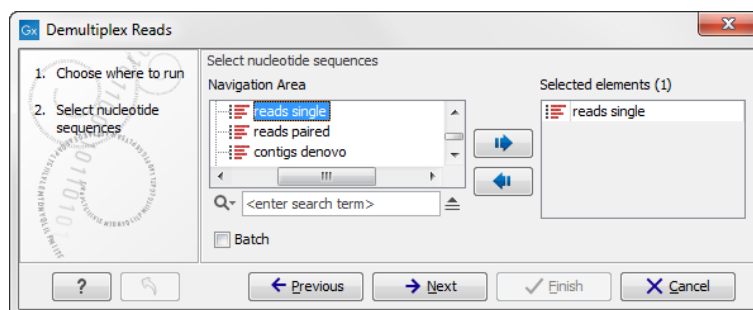 Gx Demultiplex Reads
X
1. Choose where to run
2. Select nucleotide
sequences
Select nucleotide sequences
Navigation Area
reads single
reads paired
contigs denovo
<enter search term>
Batch
Selected elements (1)
reads single
?
Previous
Next
Finish
Cancel